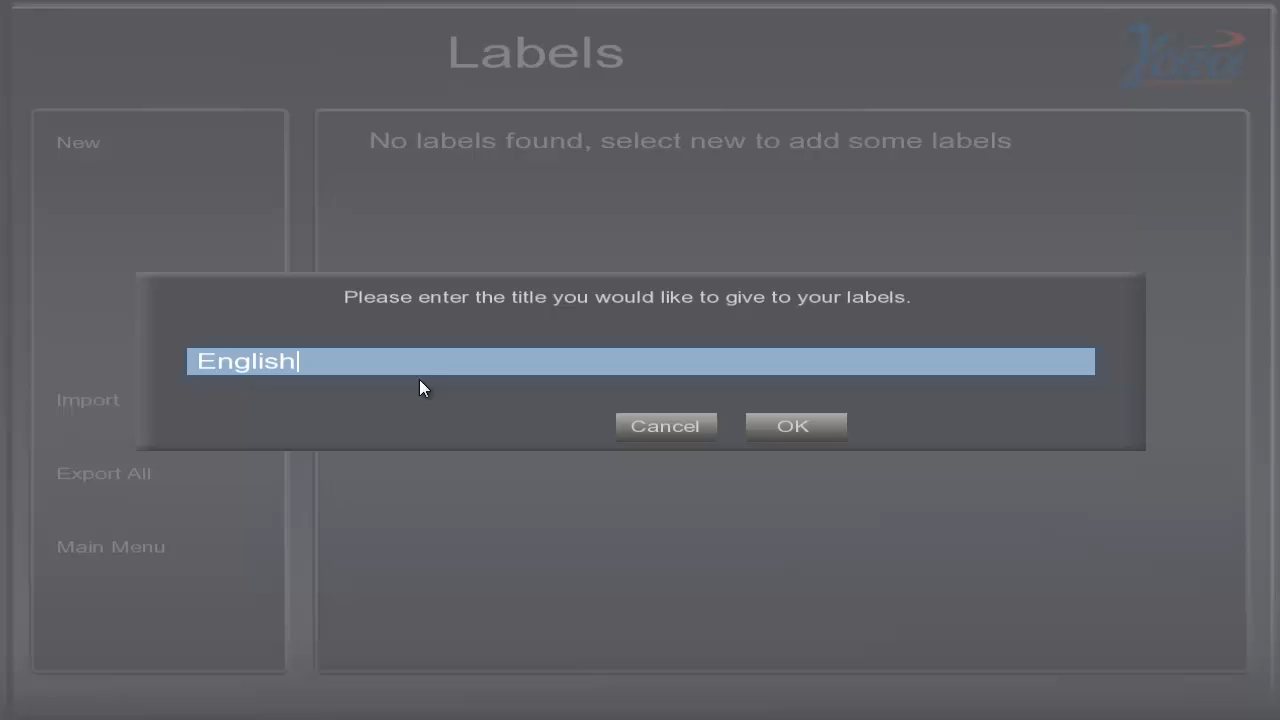 Labels
New
No labels found, select new to add some labels
Please enter the title you would like to give to your labels.
English
Import
Cancel
OK
Export All
Main Menu